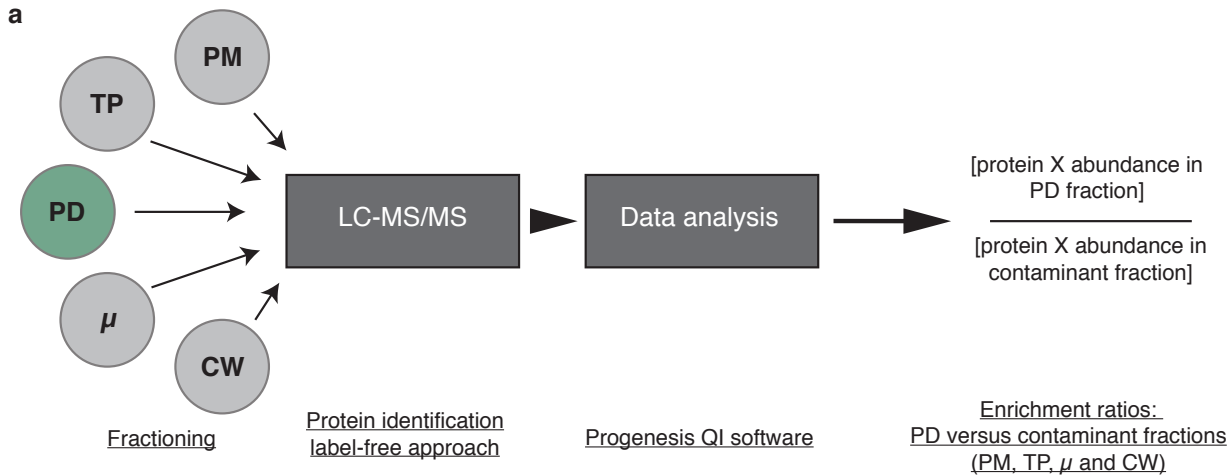 a
PM
TP
PD
μ
CW
LC-MS/MS
Data analysis
[protein X abundance in
PD fraction]
[protein X abundance in
contaminant fraction]
Fractioning
Protein identification
label-free approach
Progenesis QI software
Enrichment ratios:
PD versus contaminant fractions
(PM, TP, μ and CW)